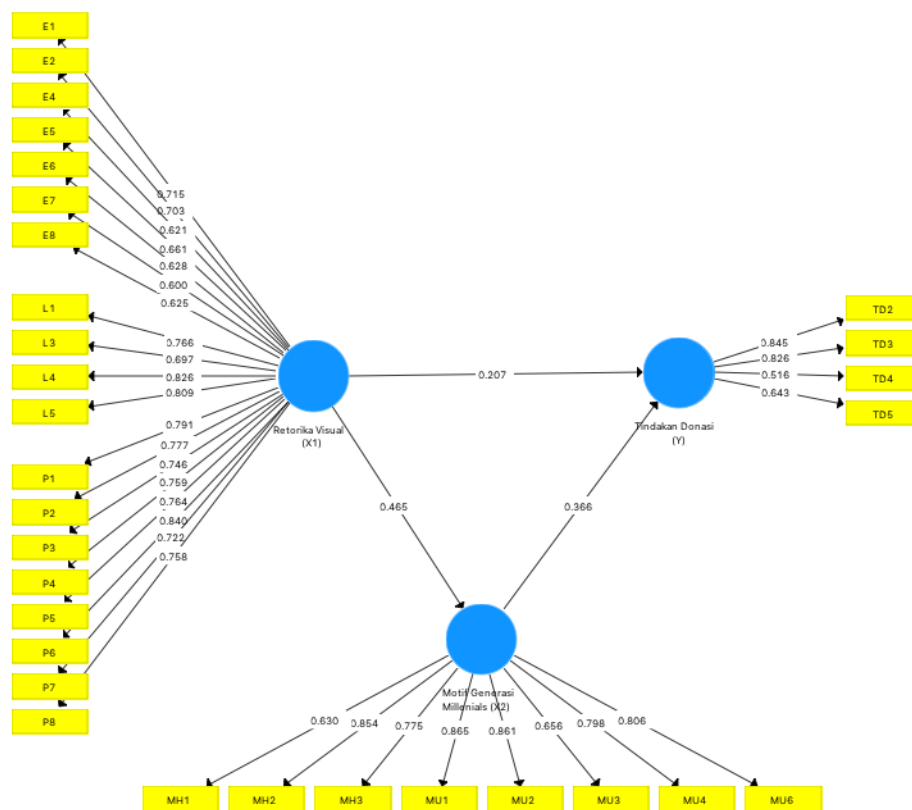 E1
E2
E4
E5
E6
E7
E8
0.715
0.703
0.621
0.661
0.628
0.600
0.625
L1
L3
L4
L5
0.766
0.697
0.826
0.809
P1
P2
P3
P4
P5
P6
P7
P8
0.791
0.777
0.746
0.759
0.764
0.840
0.722
0.758
Retorika Visual
(X1)
0.207
0.465
0.366
Tindakan Donasi
(Y)
0.845
0.826
0.516
0.643
TD2
TD3
TD4
TD5
Motif Generasi
Millenials (X2)
0.630
0.854
0.775
0.865
0.861
0.656
0.798
0.806
MH1
MH2
MH3
MU1
MU2
MU3
MU4
MU6